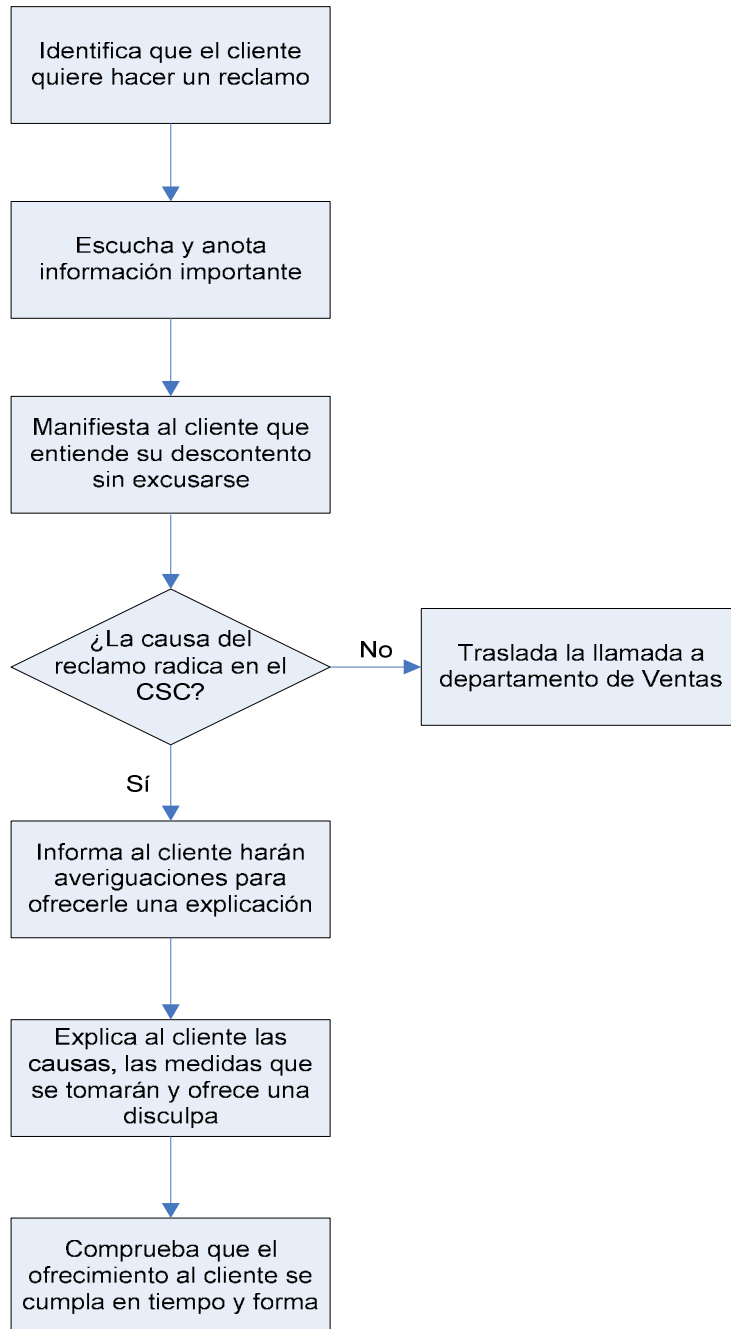 Identifica que el cliente
quiere hacer un reclamo
Escucha y anota
información importante
Manifiesta al cliente que
entiende su descontento
sin excusarse
¿La causa del
reclamo radica en el
CSC?
No
Traslada la llamada a
departamento de Ventas
Sí
Informa al cliente harán
averiguaciones para
ofrecerle una explicación
Explica al cliente las
causas, las medidas que
se tomarán y ofrece una
disculpa
Comprueba que el
ofrecimiento al cliente se
cumpla en tiempo y forma